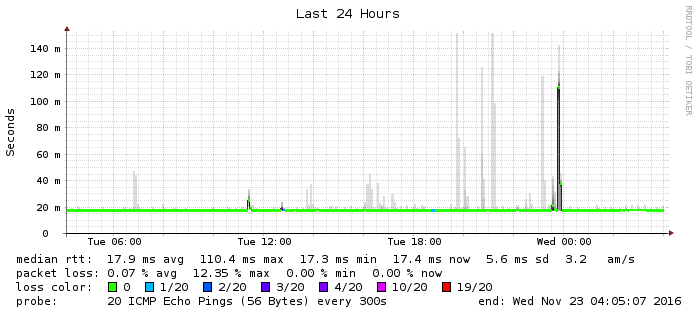 Last 24 Hours
RRDTOOL / TOBI OETIKER
Seconds
140 m
120 m
100 m
80 m
60 m
40 m
20 m
0
Tue 06:00 Tue 12:00 Tue 18:00 Wed 00:00
median rtt: 17.9 ms avg 110.4 ms max 17.3 ms min 17.4 ms now 5.6 ms sd 3.2 am/s
packet loss: 0.07 % avg 12.35 % max 0.00 % min 0.00 % now
loss color: 0 1/20 2/20 3/20 4/20 10/20 19/20
probe: 20 ICMP Echo Pings (56 Bytes) every 300s end: Wed Nov 23 04:05:07 2016